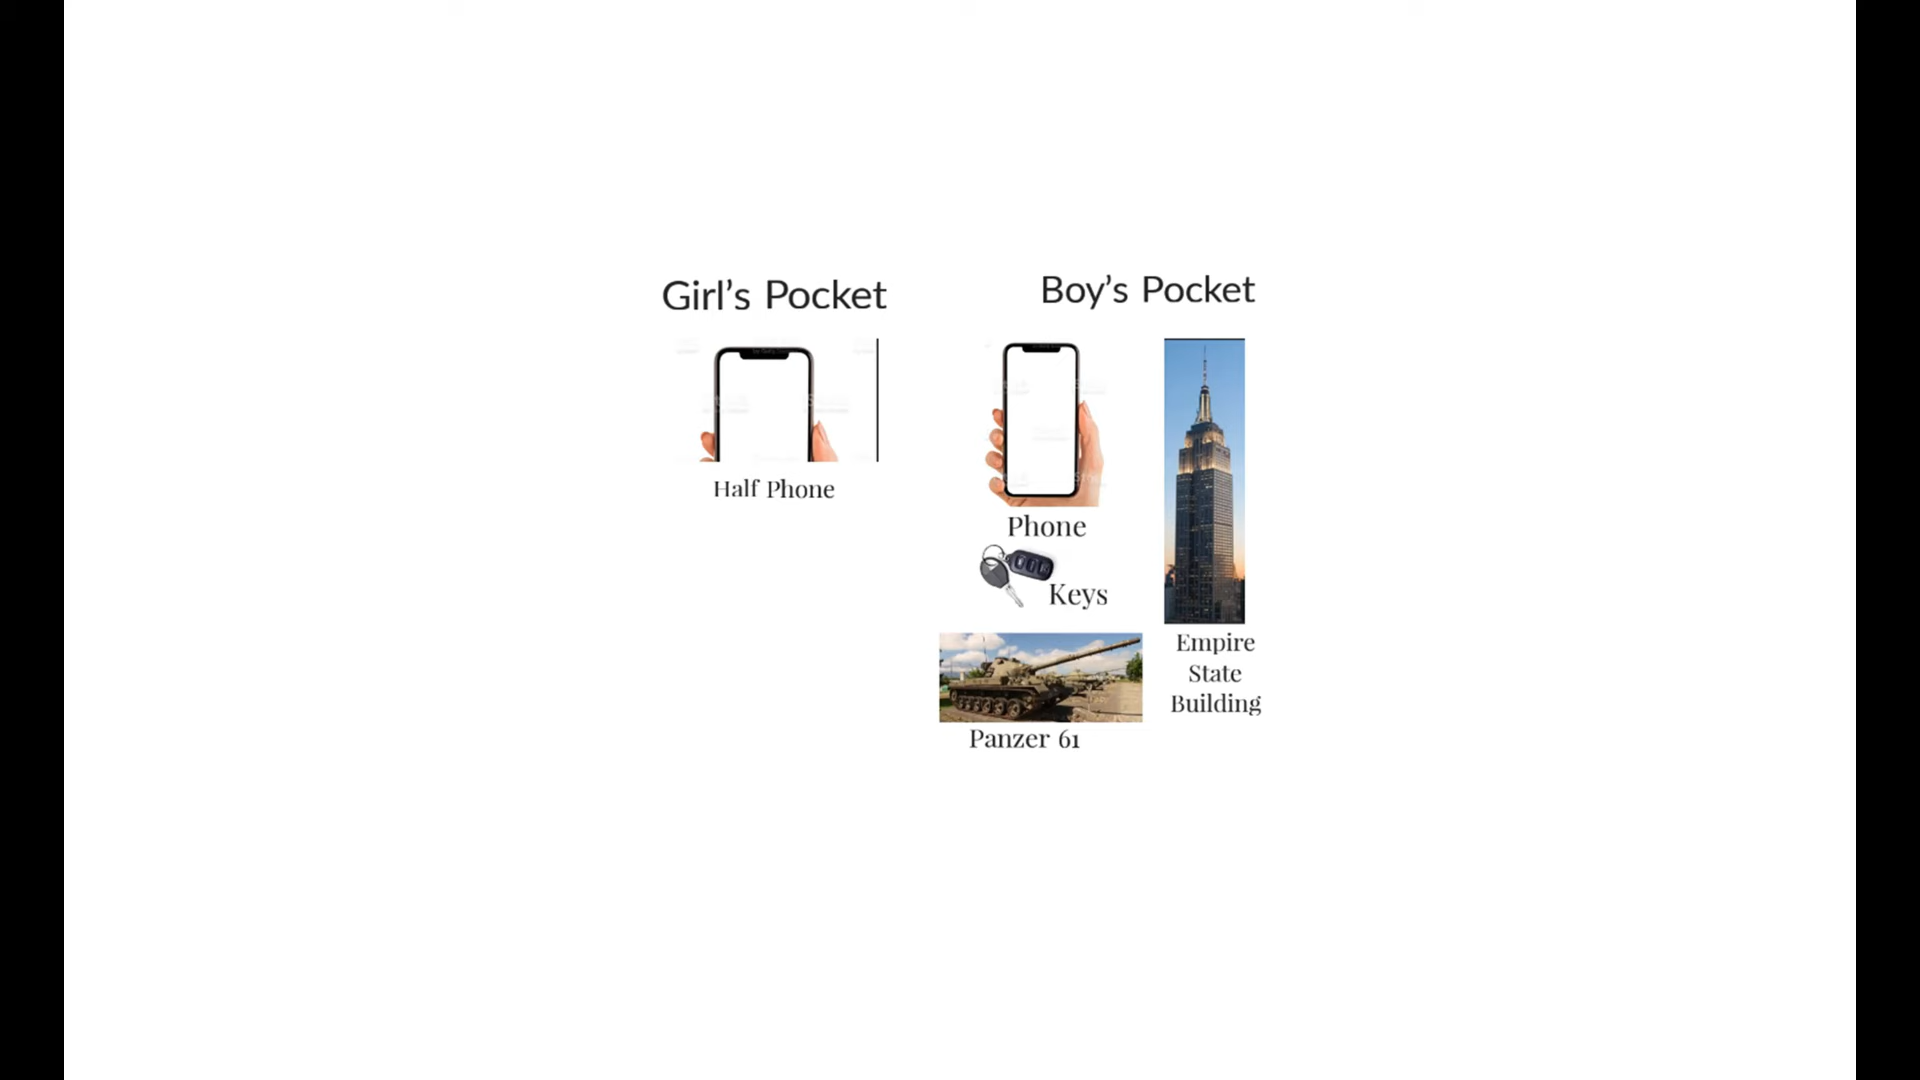 Girl's Pocket
Half Phone
Boy's Pocket
Phone
Keys
Panzer 61
Empire
State
Building